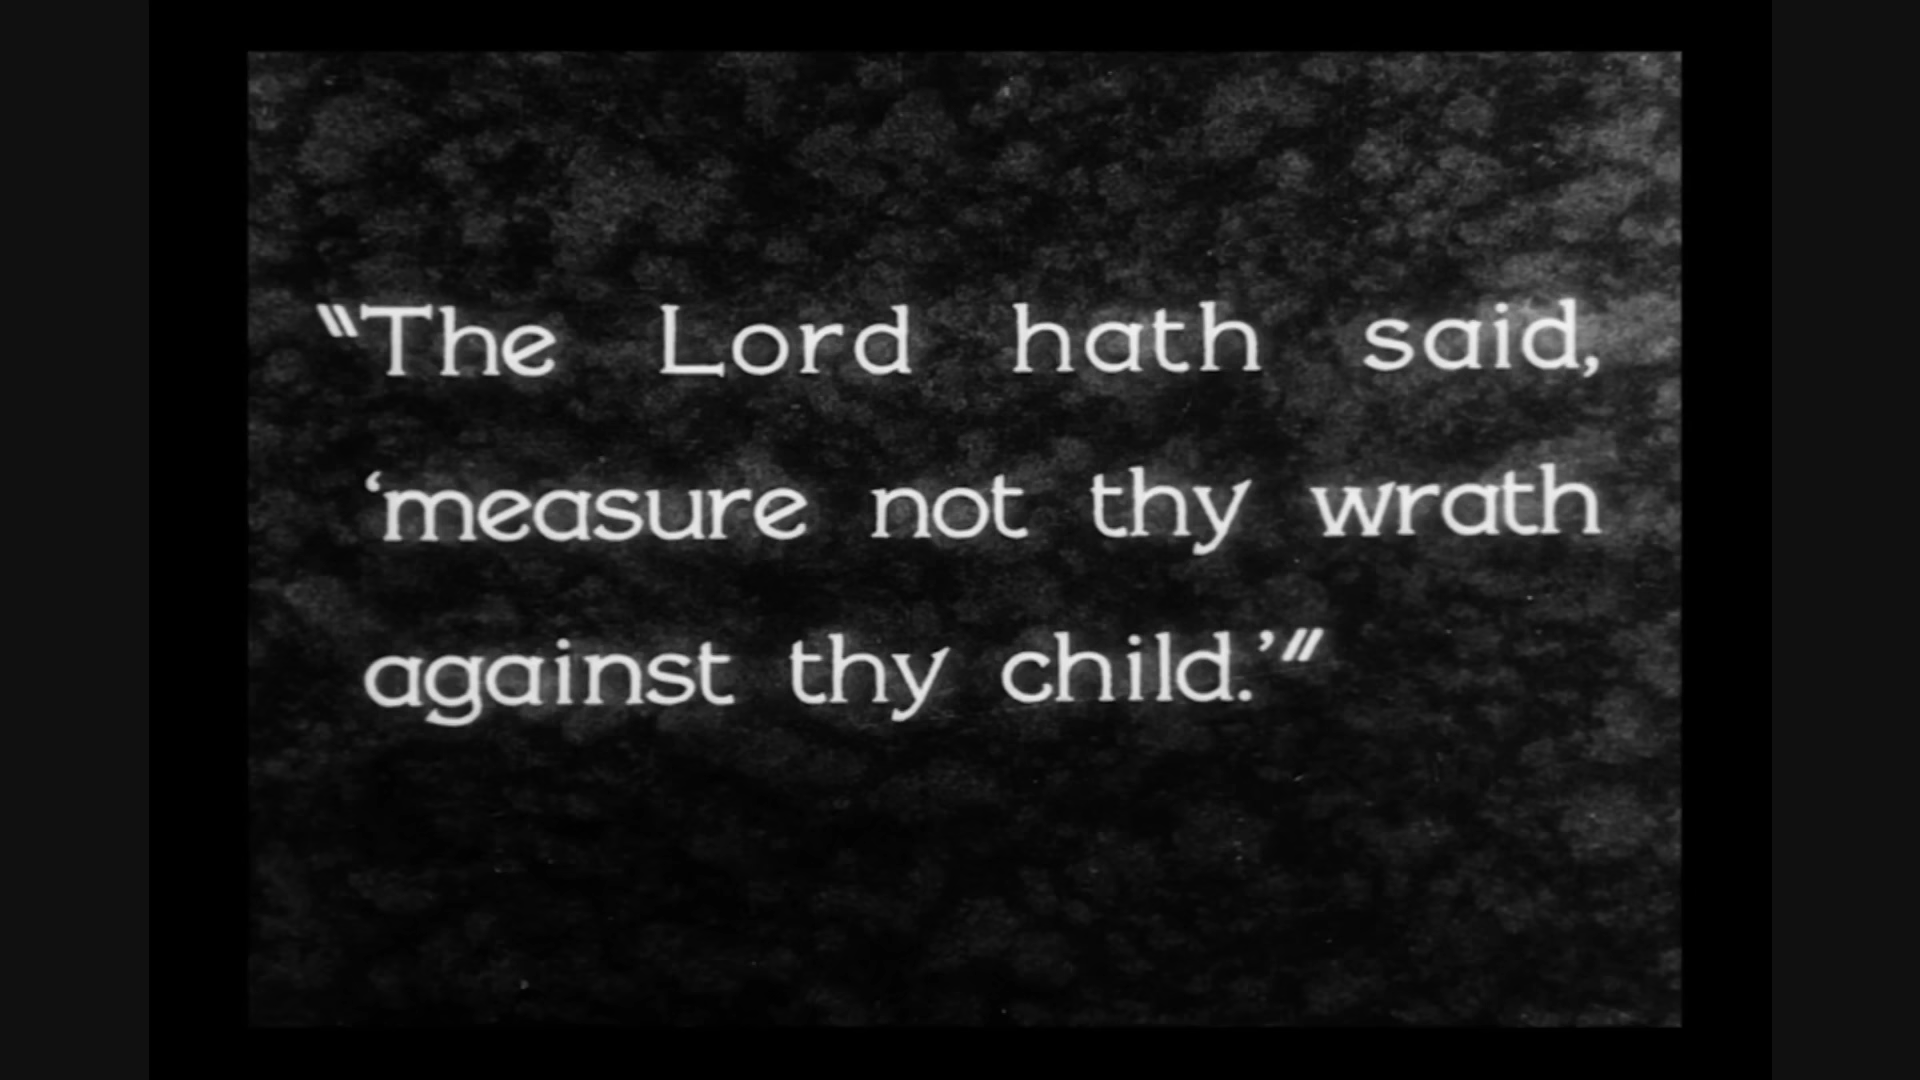 "The Lord hath said,
‘measure not thy wrath
against thy child.’"